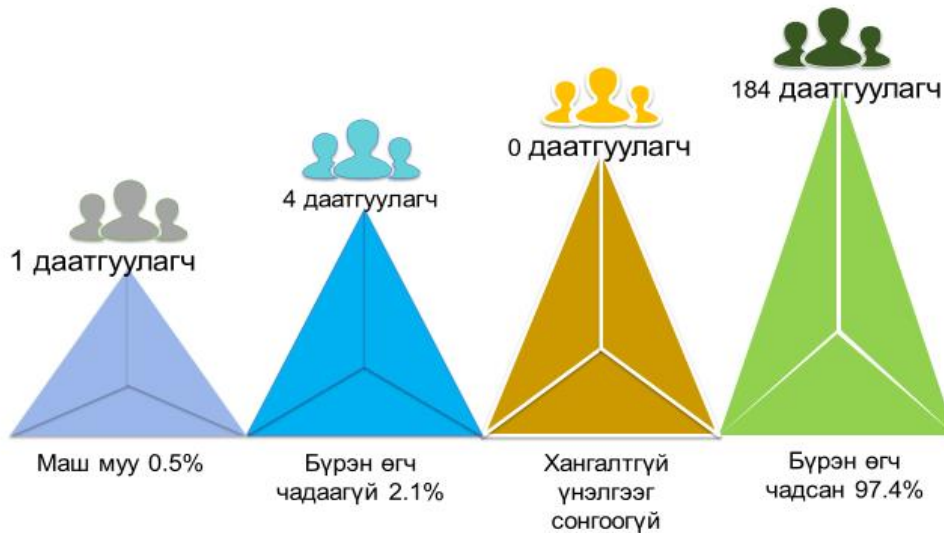 184 даатгуулагч
0 даатгуулагч
4 даатгуулагч
1 даатгуулагч
Маш муу 0.5%
Бүрэн өгч
чадаагүй 2.1%
Хангалтгүй
үнэлгээг
сонгоогүй
Бүрэн өгч
чадсан 97.4%